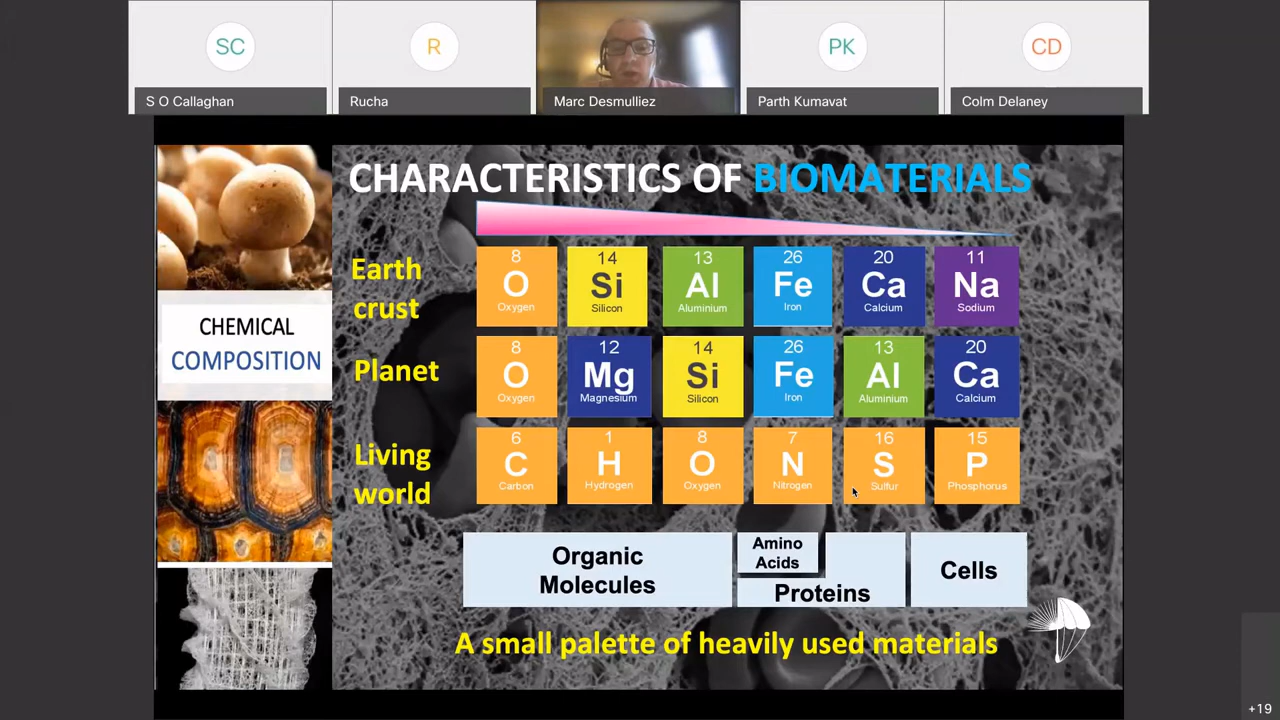 SC
R
PK
CD
S O Callaghan
Rucha
Marc Desmulliez
Parth Kumavat
Colm Delaney
CHARACTERISTICS OF BIOMATERIALS
CHEMICAL
COMPOSITION
Earth
crust
8
O
Oxygen
14
Si
Silicon
13
Al
Aluminium
26
Fe
Iron
20
Ca
Calcium
11
Na
Sodium
Planet
8
O
Oxygen
12
Mg
Magnesium
14
Si
Silicon
26
Fe
Iron
13
Al
Aluminium
20
Ca
Calcium
Living
world
6
C
Carbon
1
H
Hydrogen
8
O
Oxygen
7
N
Nitrogen
16
S
Sulfur
15
P
Phosphorus
Organic
Molecules
Amino
Acids
Proteins
Cells
A small palette of heavily used materials
+19